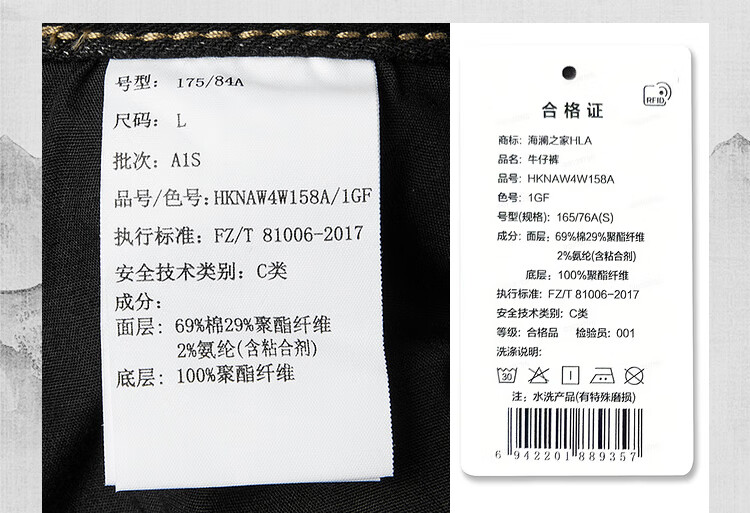 号型: 175/84A
尺码: L
批次: A1S
品号/色号: HKNAW4W158A/1GF
执行标准: FZ/T 81006-2017
安全技术类别: C类
成分:
面层: 69%棉29%聚酯纤维
2%氨纶(含粘合剂)
底层: 100%聚酯纤维
RFID
合格证
商标: 海澜之家HLA
品名: 牛仔裤
品号: HKNAW4W158A
色号: 1GF
号型(规格): 165/76A(S)
成分: 面层: 69%棉29%聚酯纤维
2%氨纶(含粘合剂)
底层: 100%聚酯纤维
执行标准: FZ/T 81006-2017
安全技术类别: C类
等级: 合格品 检验员: 001
洗涤说明:
30
注: 水洗产品(有特殊磨损)
6 942201 889357